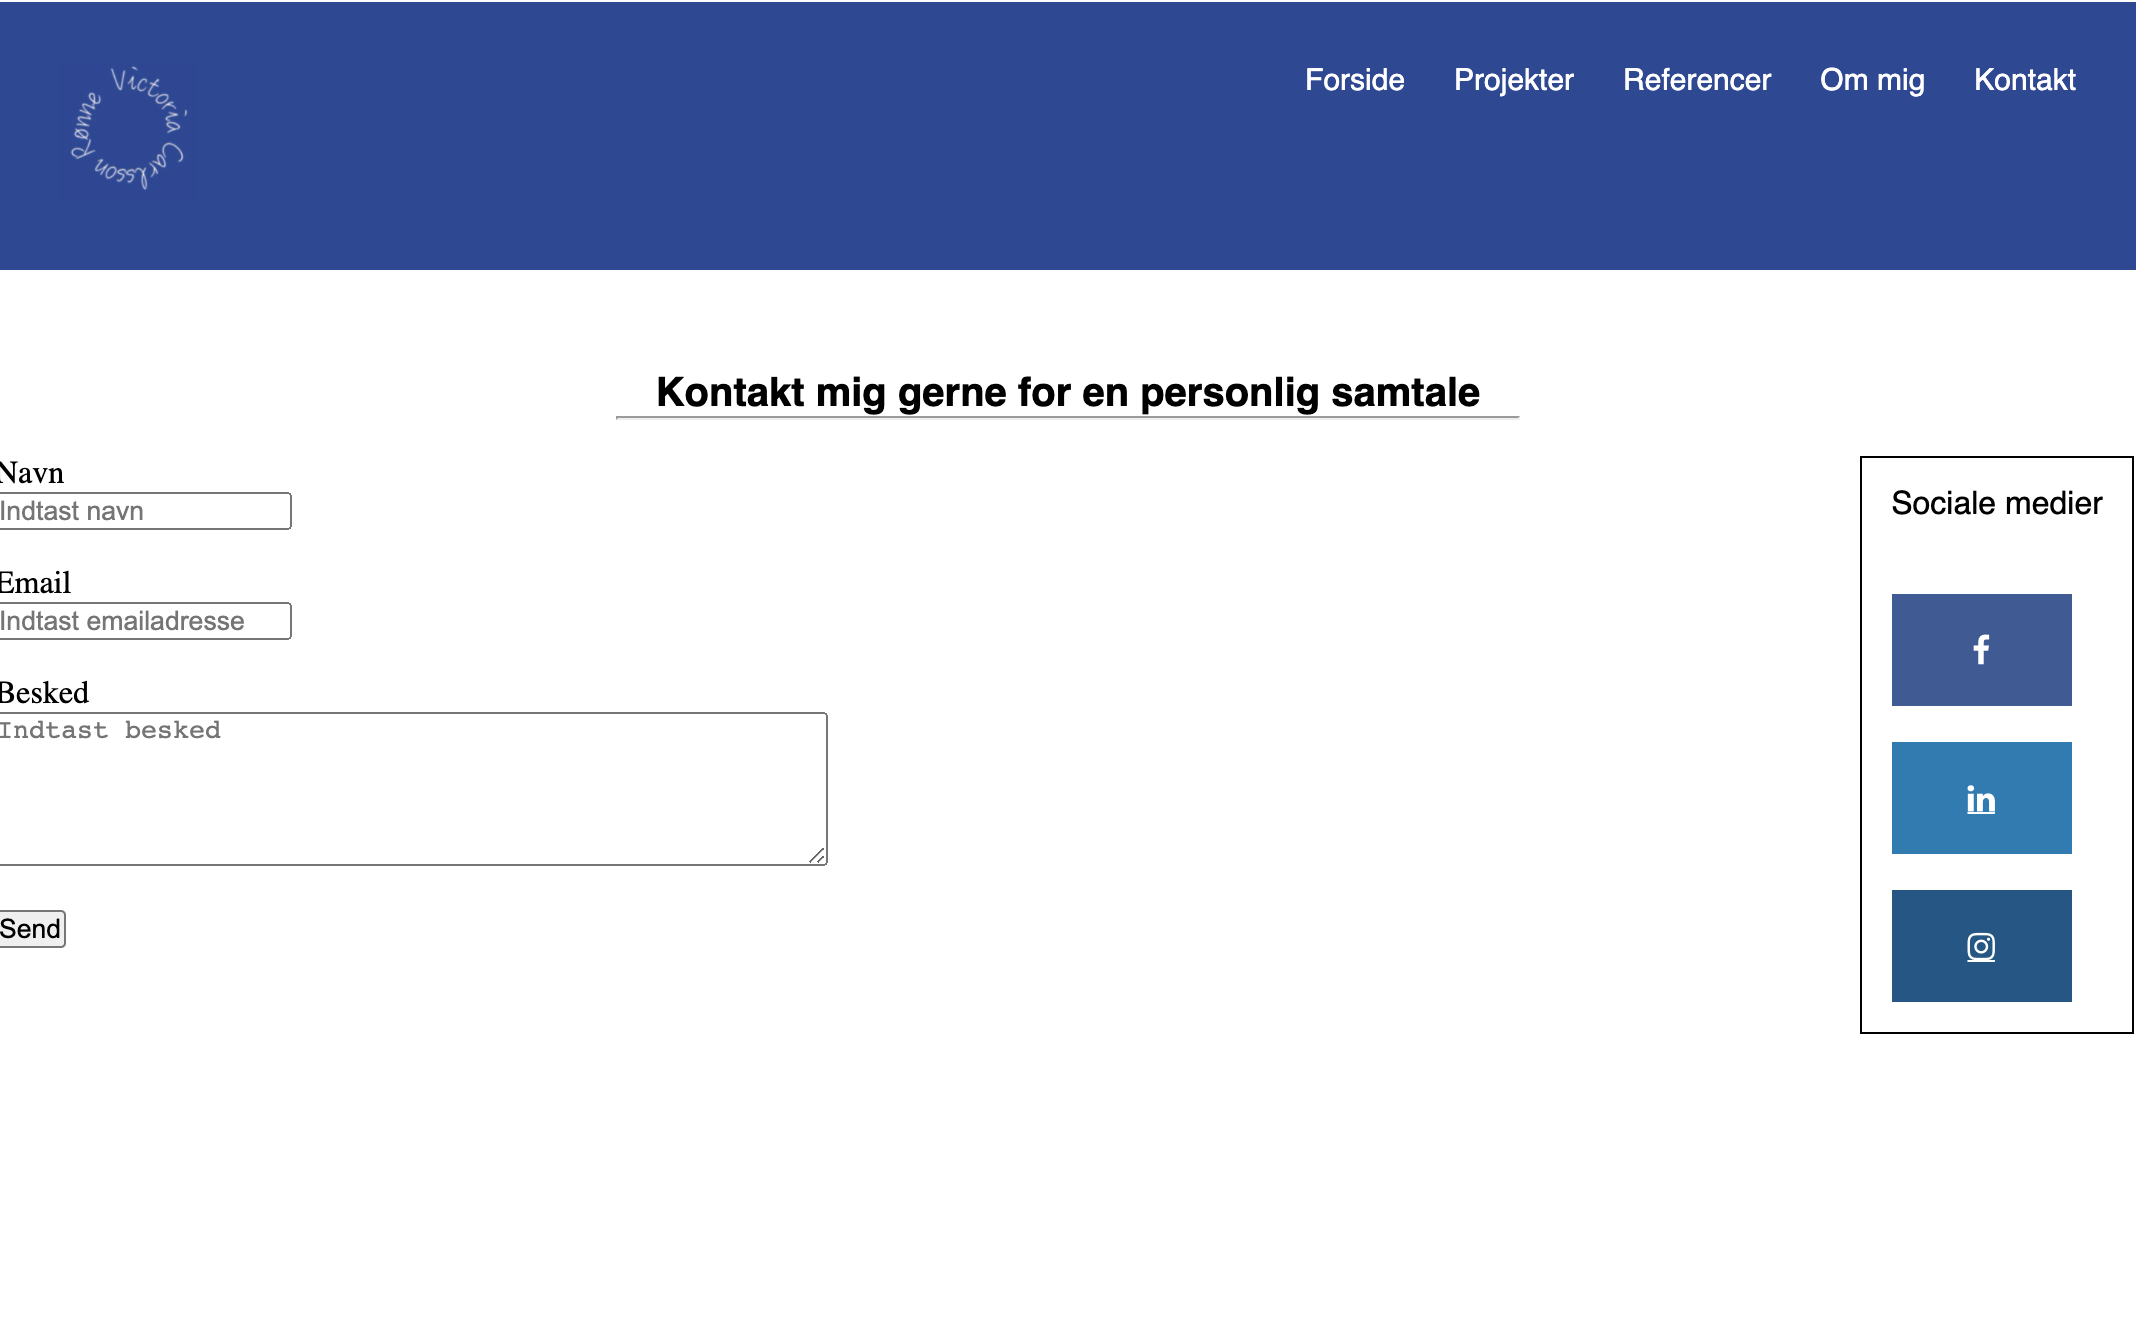 Victoria Carlsson Rønne
Forside Projekter Referencer Om mig Kontakt
Kontakt mig gerne for en personlig samtale
Navn
Indtast navn
Email
Indtast emailadresse
Besked
Indtast besked
Send
Sociale medier
f
in